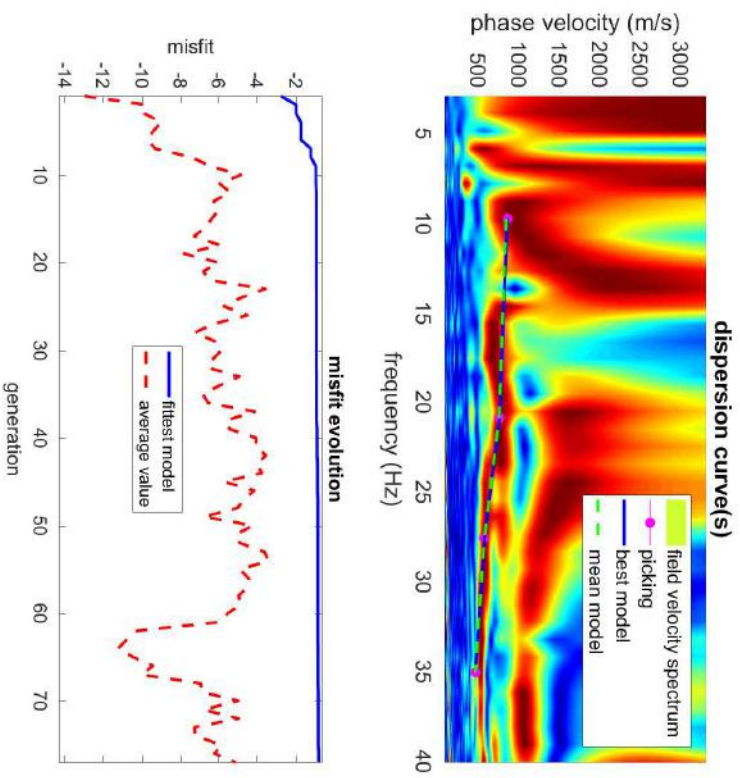 dispersion curve(s)
phase velocity (m/s)
3000
2500
2000
1500
1000
500
field velocity spectrum
picking
best model
mean model
5
10
15
20
25
30
35
40
frequency (Hz)
misfit evolution
misfit
-2
-4
-6
-8
-10
-12
-14
fittest model
average value
10
20
30
40
50
60
70
generation